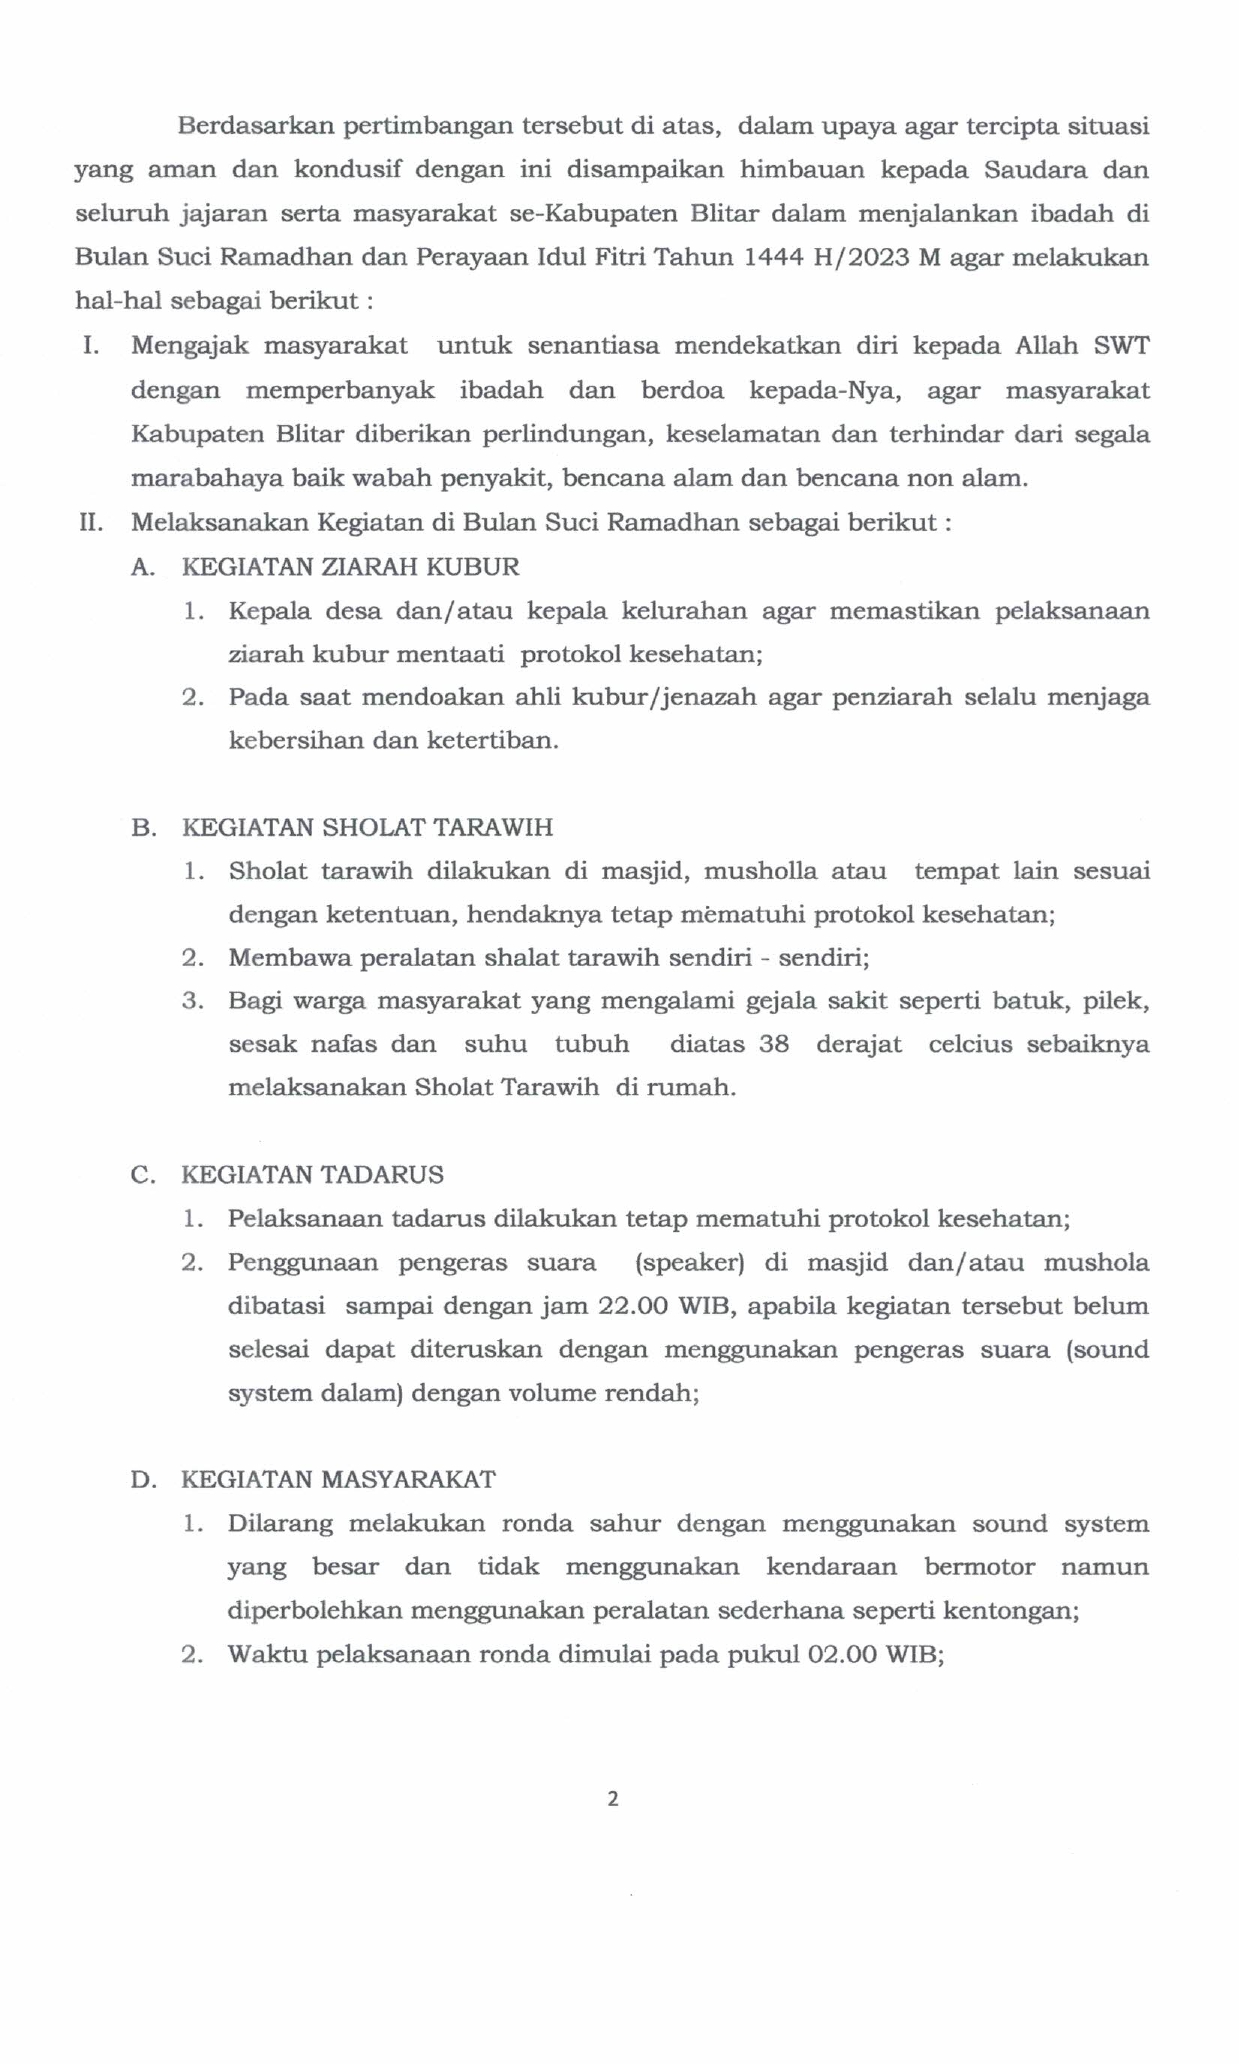 Berdasarkan pertimbangan tersebut di atas, dalam upaya agar tercipta situasi
yang aman dan kondusif dengan ini disampaikan himbauan kepada Saudara dan
seluruh jajaran serta masyarakat se-Kabupaten Blitar dalam menjalankan ibadah di
Bulan Suci Ramadhan dan Perayaan Idul Fitri Tahun 1444 H/2023 M agar melakukan
hal-hal sebagai berikut :
I. Mengajak masyarakat untuk senantiasa mendekatkan diri kepada Allah SWT
dengan memperbanyak ibadah dan berdoa kepada-Nya, agar masyarakat
Kabupaten Blitar diberikan perlindungan, keselamatan dan terhindar dari segala
marabahaya baik wabah penyakit, bencana alam dan bencana non alam.
II. Melaksanakan Kegiatan di Bulan Suci Ramadhan sebagai berikut :
A. KEGIATAN ZIARAH KUBUR
1. Kepala desa dan/atau kepala kelurahan agar memastikan pelaksanaan
ziarah kubur mentaati protokol kesehatan;
2. Pada saat mendoakan ahli kubur/jenazah agar penziarah selalu menjaga
kebersihan dan ketertiban.
B. KEGIATAN SHOLAT TARAWIH
1. Sholat tarawih dilakukan di masjid, musholla atau tempat lain sesuai
dengan ketentuan, hendaknya tetap mematuhi protokol kesehatan;
2. Membawa peralatan shalat tarawih sendiri - sendiri;
3. Bagi warga masyarakat yang mengalami gejala sakit seperti batuk, pilek,
sesak nafas dan suhu tubuh diatas 38 derajat celcius sebaiknya
melaksanakan Sholat Tarawih di rumah.
C. KEGIATAN TADARUS
1. Pelaksanaan tadarus dilakukan tetap mematuhi protokol kesehatan;
2. Penggunaan pengeras suara (speaker) di masjid dan/atau mushola
dibatasi sampai dengan jam 22.00 WIB, apabila kegiatan tersebut belum
selesai dapat diteruskan dengan menggunakan pengeras suara (sound
system dalam) dengan volume rendah;
D. KEGIATAN MASYARAKAT
1. Dilarang melakukan ronda sahur dengan menggunakan sound system
yang besar dan tidak menggunakan kendaraan bermotor namun
diperbolehkan menggunakan peralatan sederhana seperti kentongan;
2. Waktu pelaksanaan ronda dimulai pada pukul 02.00 WIB;
2